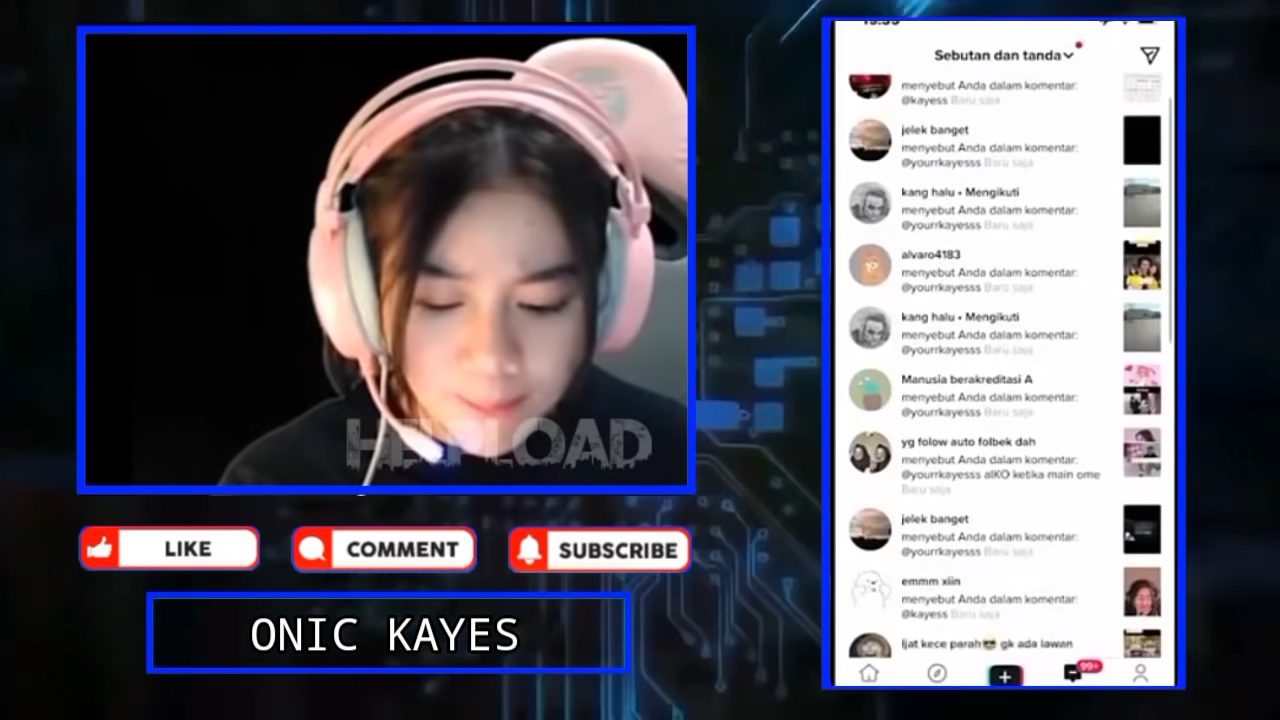 LIKE
COMMENT
SUBSCRIBE
ONIC KAYES
Sebutan dan tanda
menyebut Anda dalam komentar:
@kayess Baru saja
jelek banget
menyebut Anda dalam komentar:
@yourrkayesss Baru saja
kang halu • Mengikuti
menyebut Anda dalam komentar:
@yourrkayesss Baru saja
alvaro4183
menyebut Anda dalam komentar:
@yourrkayesss Baru saja
kang halu • Mengikuti
menyebut Anda dalam komentar:
@yourrkayesss Baru saja
Manusia berakreditasi A
menyebut Anda dalam komentar:
@yourrkayesss Baru saja
yg folow auto folbek dah
menyebut Anda dalam komentar:
@yourrkayesss alKO ketika main ome
Baru saja
jelek banget
menyebut Anda dalam komentar:
@yourrkayesss Baru saja
emmm xiin
menyebut Anda dalam komentar:
@kayess Baru saja
ljat kece parah😎 gk ada lawan
99+